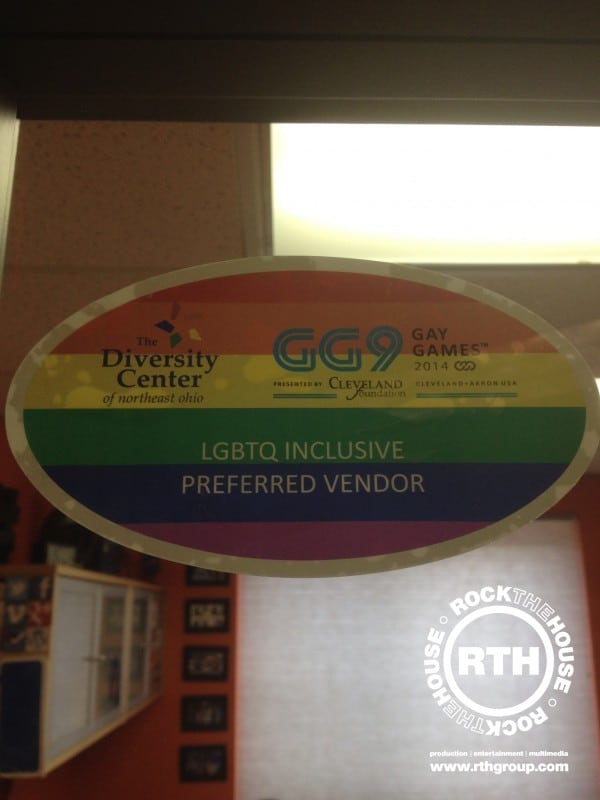 The
Diversity
Center
of northeast ohio
GG9
PRESENTED BY CLEVELAND Foundation
GAY
GAMES™
2014
CLEVELAND+AKRON USA
LGBTQ INCLUSIVE
PREFERRED VENDOR
ROCKTHEHOUSE • ROCKTHEHOUSE •
RTH
production | entertainment | multimedia
www.rthgroup.com